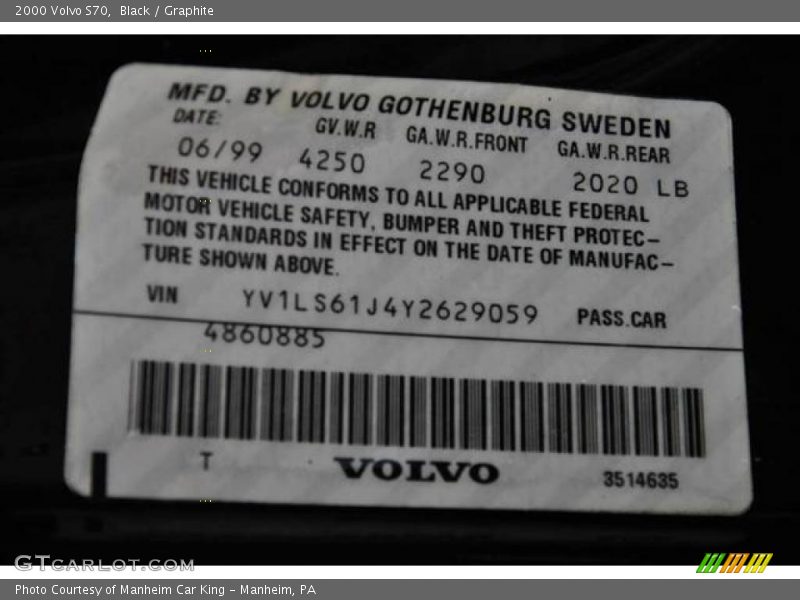 2000 Volvo S70, Black / Graphite
MFD. BY VOLVO GOTHENBURG SWEDEN
DATE: GV.W.R GA.W.R.FRONT GA.W.R.REAR
06/99 4250 2290 2020 LB
THIS VEHICLE CONFORMS TO ALL APPLICABLE FEDERAL
MOTOR VEHICLE SAFETY, BUMPER AND THEFT PROTEC-
TION STANDARDS IN EFFECT ON THE DATE OF MANUFAC-
TURE SHOWN ABOVE.
VIN YV1LS61J4Y2629059 PASS.CAR
4860885
T VOLVO 3514635
GTCARLOT.COM
Photo Courtesy of Manheim Car King - Manheim, PA